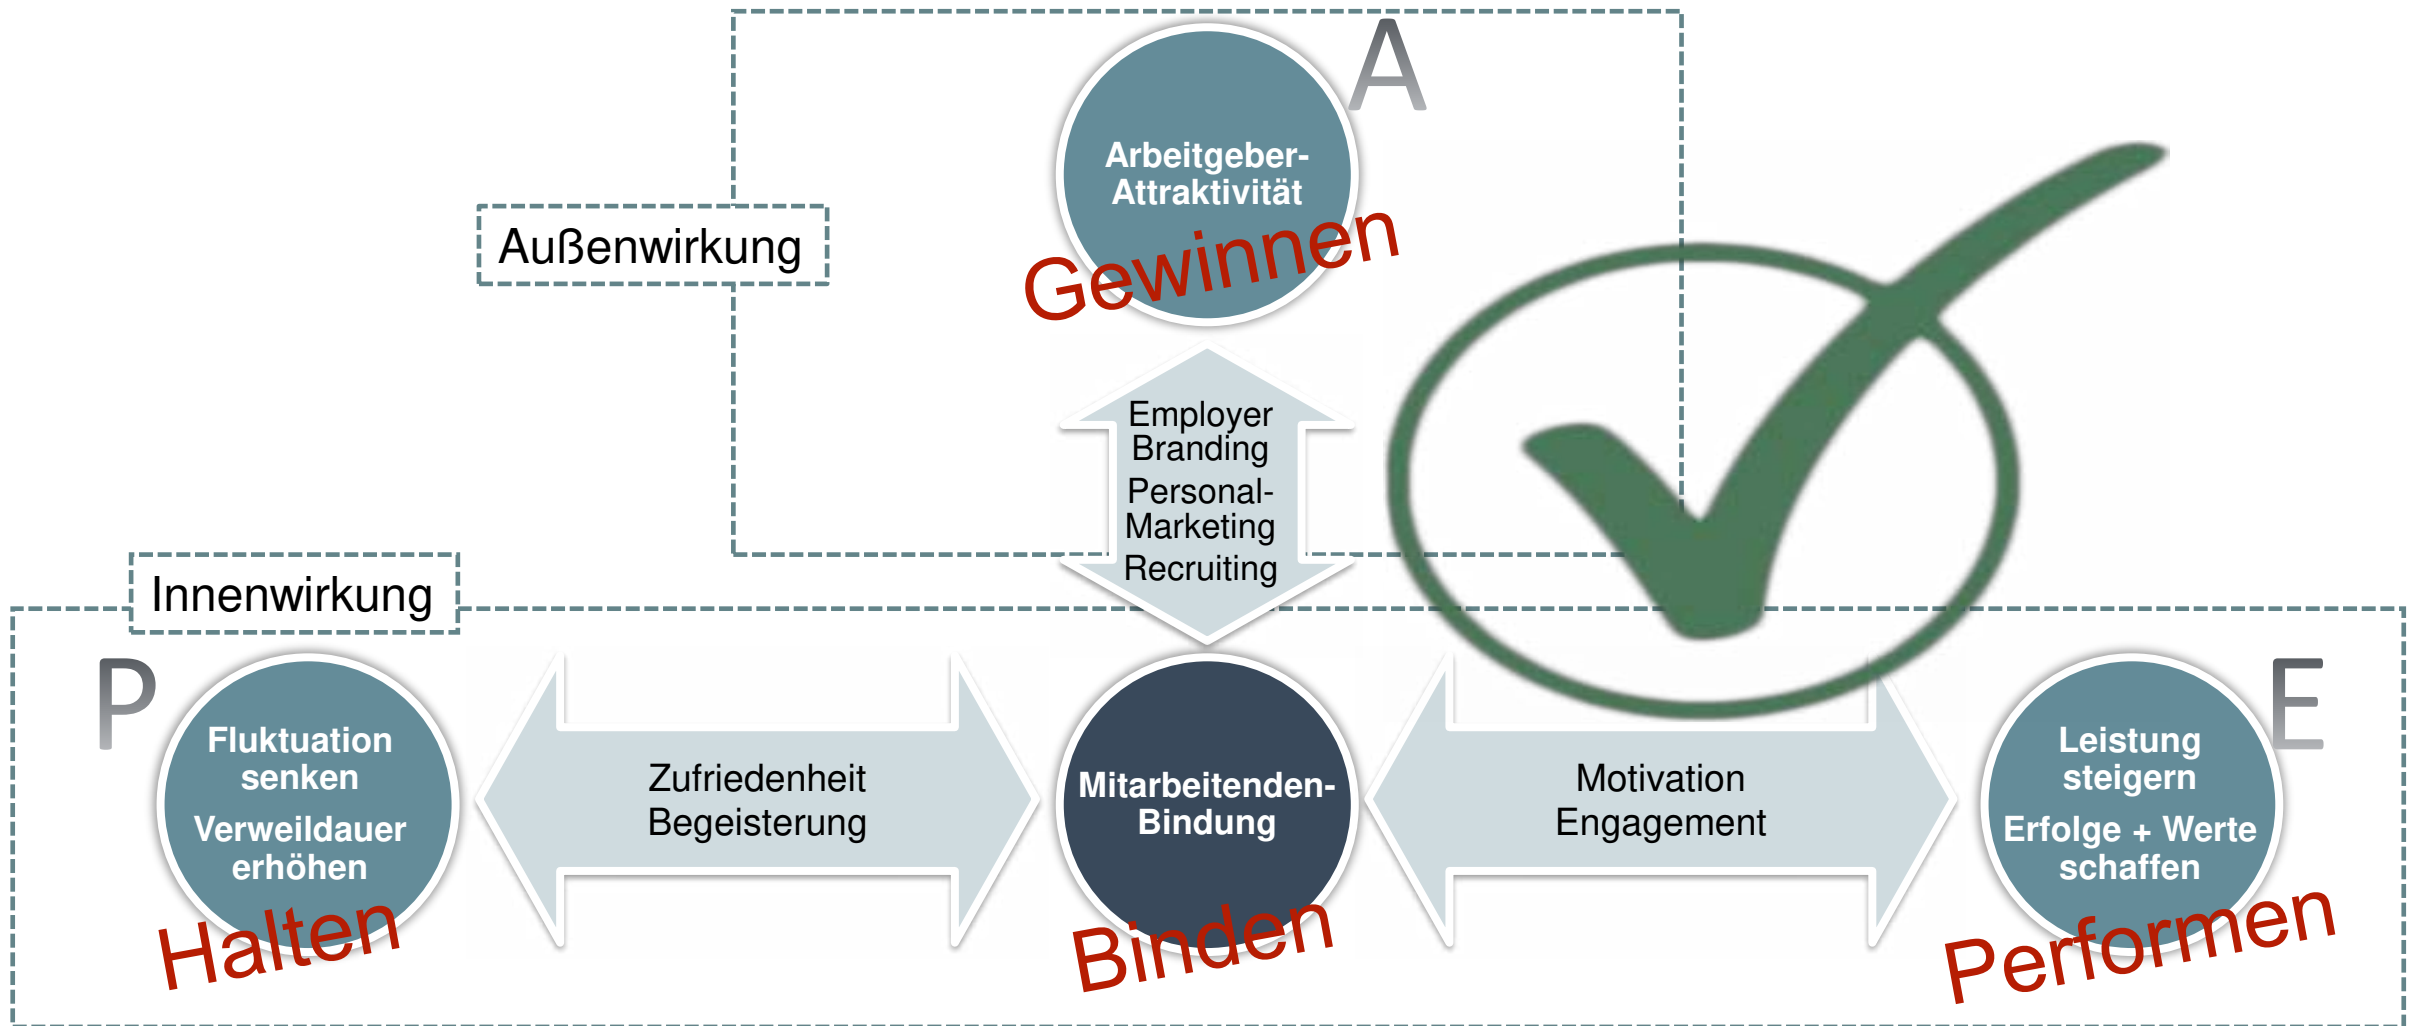 A
Arbeitgeber-
Attraktivität
Gewinnen
Außenwirkung
Employer
Branding
Personal-
Marketing
Recruiting
Innenwirkung
P
Fluktuation
senken
Verweildauer
erhöhen
Halten
Zufriedenheit
Begeisterung
Mitarbeitenden-
Bindung
Binden
Motivation
Engagement
E
Leistung
steigern
Erfolge + Werte
schaffen
Performen